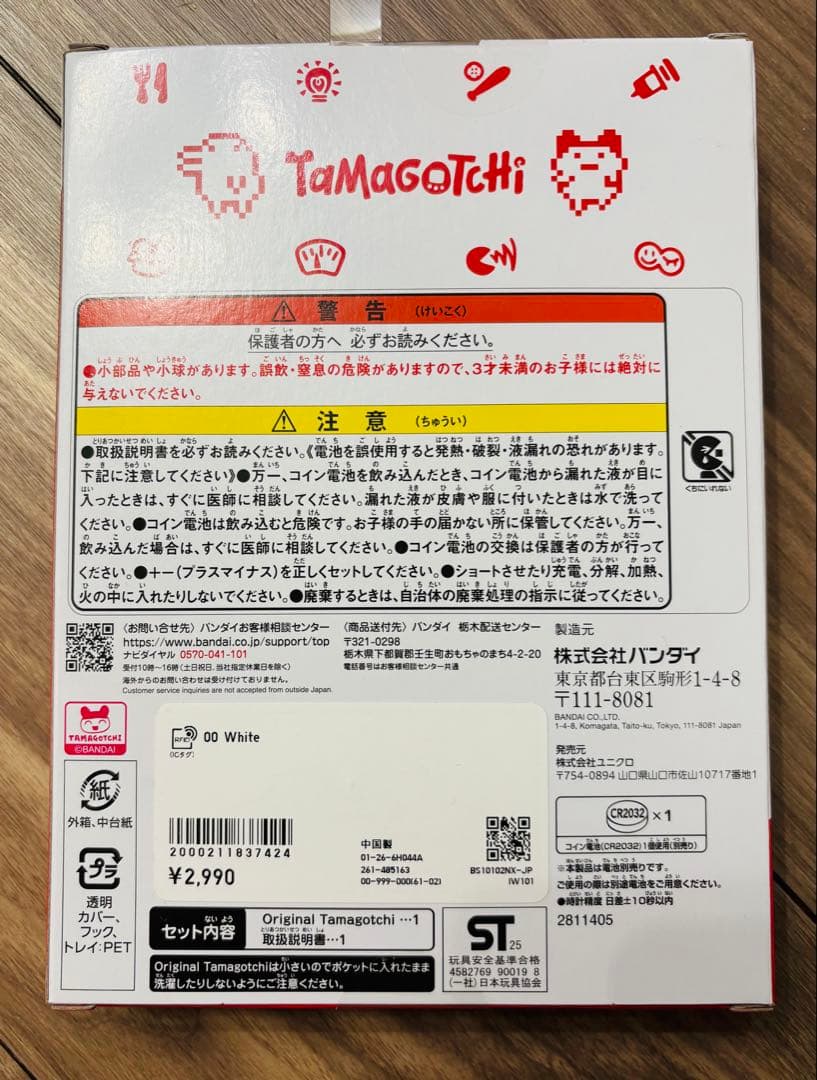 TAMAGOTCHi
警告 (けいこく)
保護者の方へ 必ずお読みください。
●小部品や小球があります。誤飲・窒息の危険がありますので、3才未満のお子様には絶対に
与えないでください。
注意 (ちゅうい)
●取扱説明書を必ずお読みください。《電池を誤使用すると発熱・破裂・液漏れの恐れがあります。
下記に注意してください》●万一、コイン電池を飲み込んだとき、コイン電池から漏れた液が目に
入ったときは、すぐに医師に相談してください。漏れた液が皮膚や服に付いたときは水で洗って
ください。●コイン電池は飲み込むと危険です。お子様の手の届かない所に保管してください。万一、
飲み込んだ場合は、すぐに医師に相談してください。●コイン電池の交換は保護者の方が行って
ください。●+−(プラスマイナス)を正しくセットしてください。●ショートさせたり充電、分解、加熱、
火の中に入れたりしないでください。●廃棄するときは、自治体の廃棄処理の指示に従ってください。
くちにいれない
〈お問い合せ先〉バンダイお客様相談センター
https://www.bandai.co.jp/support/top
ナビダイヤル 0570-041-101
受付10時〜16時(土日祝日、当社指定休業日を除く)
海外からのお問い合わせは受け付けておりません。
Customer service inquiries are not accepted from outside Japan.
〈商品送付先〉バンダイ 栃木配送センター
〒321-0298
栃木県下都賀郡壬生町おもちゃのまち4-2-20
電話番号はお客様相談センター共通
製造元
株式会社バンダイ
東京都台東区駒形1-4-8
〒111-8081
BANDAI CO.,LTD.
1-4-8, Komagata, Taito-ku, Tokyo, 111-8081 Japan
発売元
株式会社ユニクロ
〒754-0894 山口県山口市佐山10717番地1
TAMAGOTCHI
©BANDAI
RFID
(ICタグ)
00 White
2000211837424
¥2,990
中国製
01-26-6H044A
261-485163
00-999-000(61-02)
BS10102NX-JP
IW101
紙
外箱、中台紙
プラ
透明
カバー、
フック、
トレイ:PET
CR2032 ×1
コイン電池(CR2032)1個使用(別売り)
※本製品は電池別売りです。
ご使用の際は別途電池をご用意ください。
●時計精度 日差±10秒以内
2811405
セット内容
Original Tamagotchi …1
取扱説明書…1
Original Tamagotchiは小さいのでポケットに入れたまま
洗濯したりしないようにご注意ください。
ST 25
玩具安全基準合格
4582769 90019 8
(一社)日本玩具協会